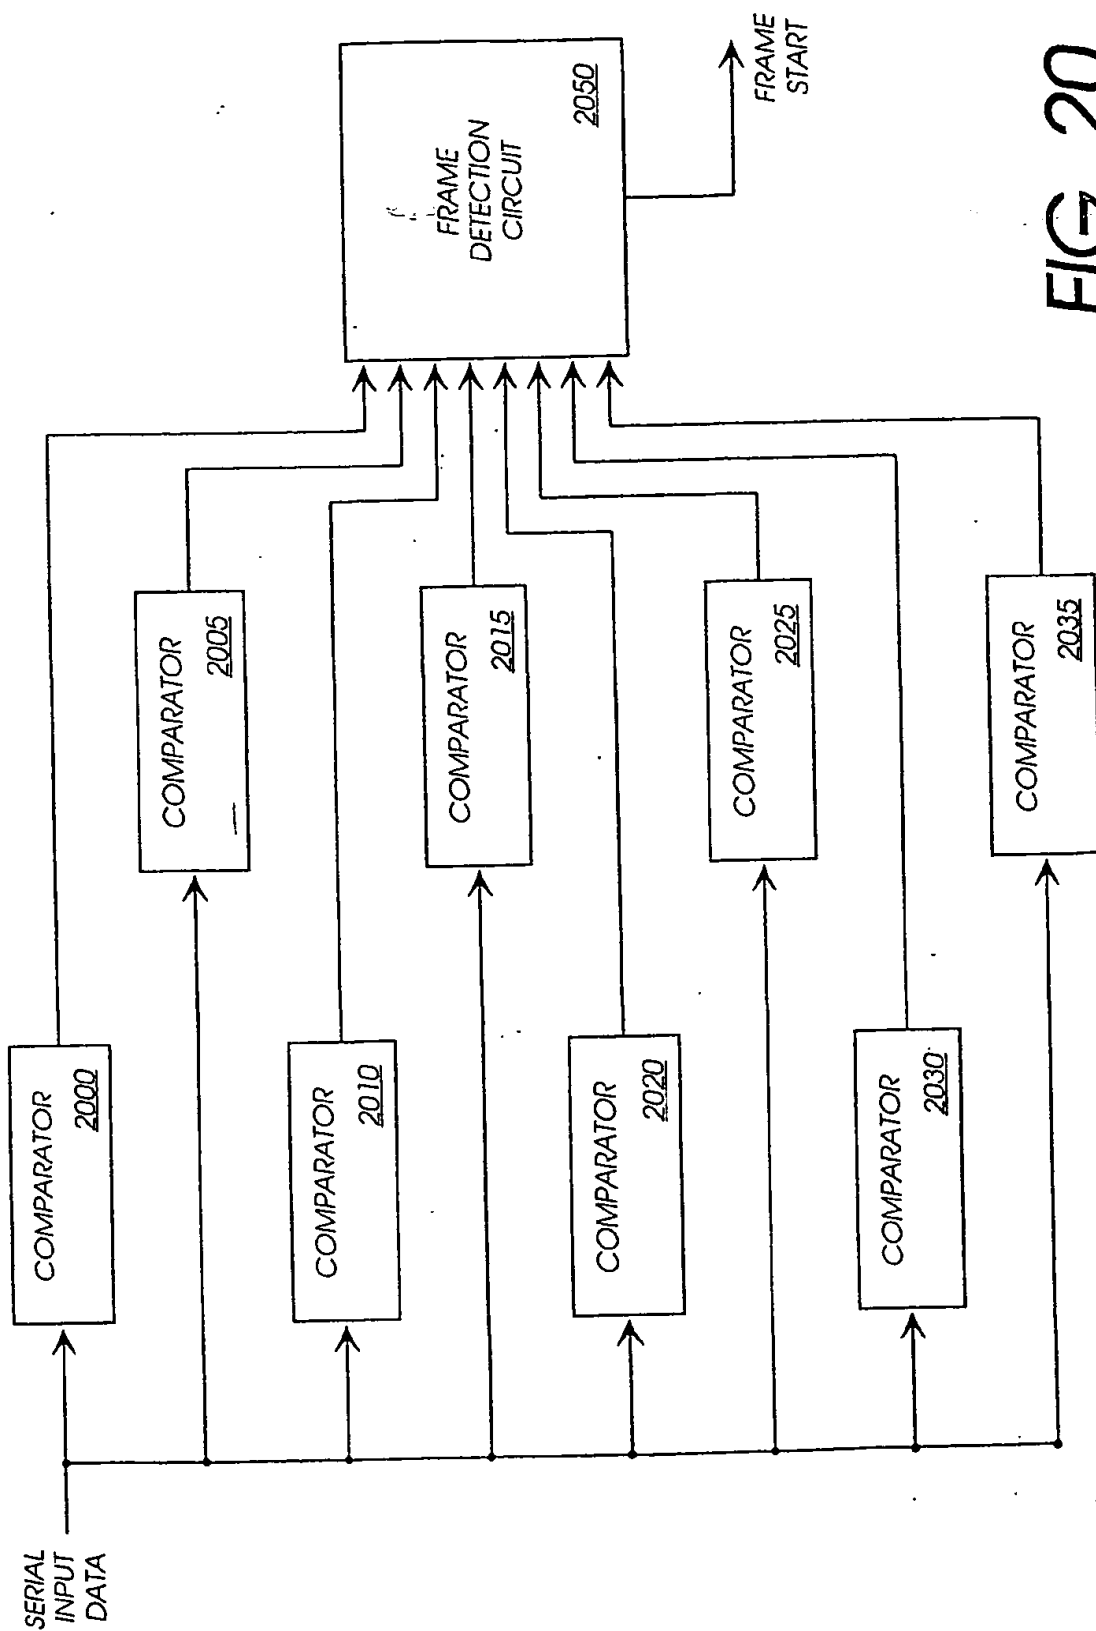 SERIAL
INPUT
DATA
COMPARATOR
2000
COMPARATOR
2005
COMPARATOR
2010
COMPARATOR
2015
COMPARATOR
2020
COMPARATOR
2025
COMPARATOR
2030
COMPARATOR
2035
FRAME
DETECTION
CIRCUIT
2050
FRAME
START
FIG 20